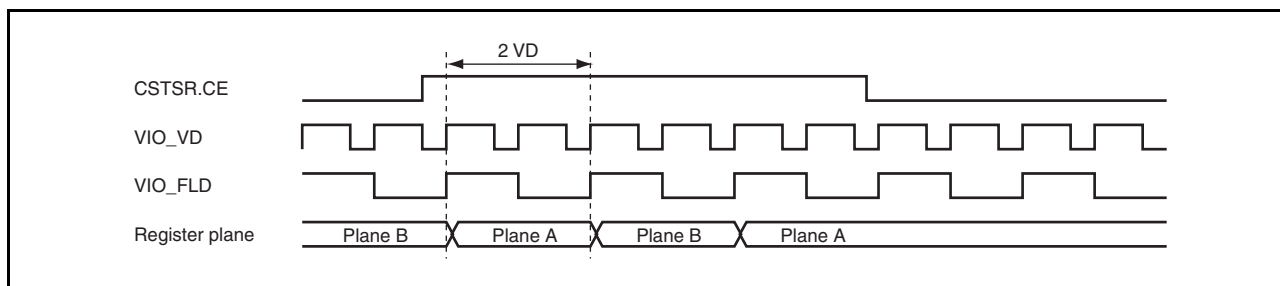 2 VD
CSTSR.CE
VIO_VD
VIO_FLD
Register plane Plane B Plane A Plane B Plane A